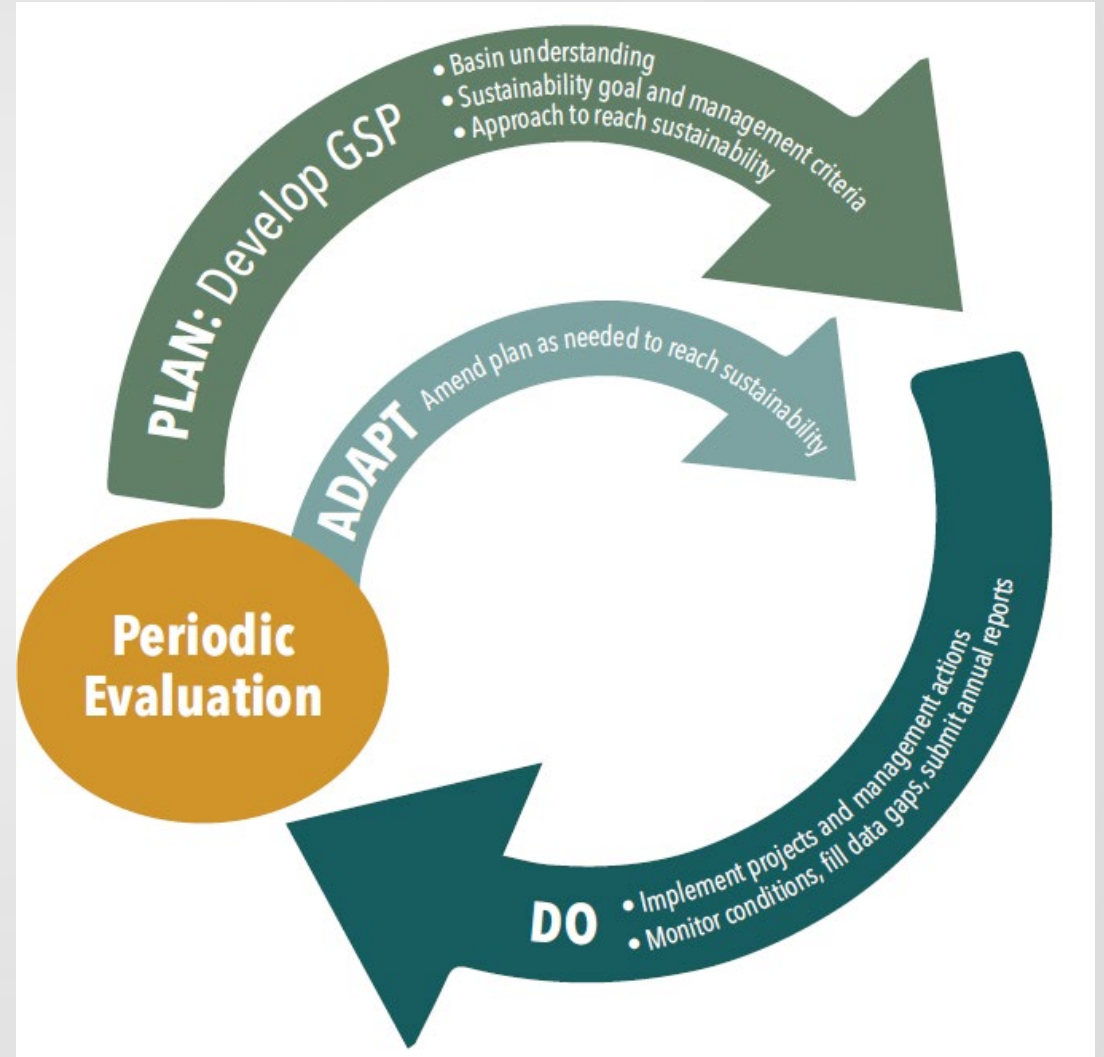 PLAN: Develop GSP
• Basin understanding
• Sustainability goal and management criteria
• Approach to reach sustainability
ADAPT Amend plan as needed to reach sustainability
Periodic
Evaluation
DO
• Implement projects and management actions
• Monitor conditions, fill data gaps, submit annual reports